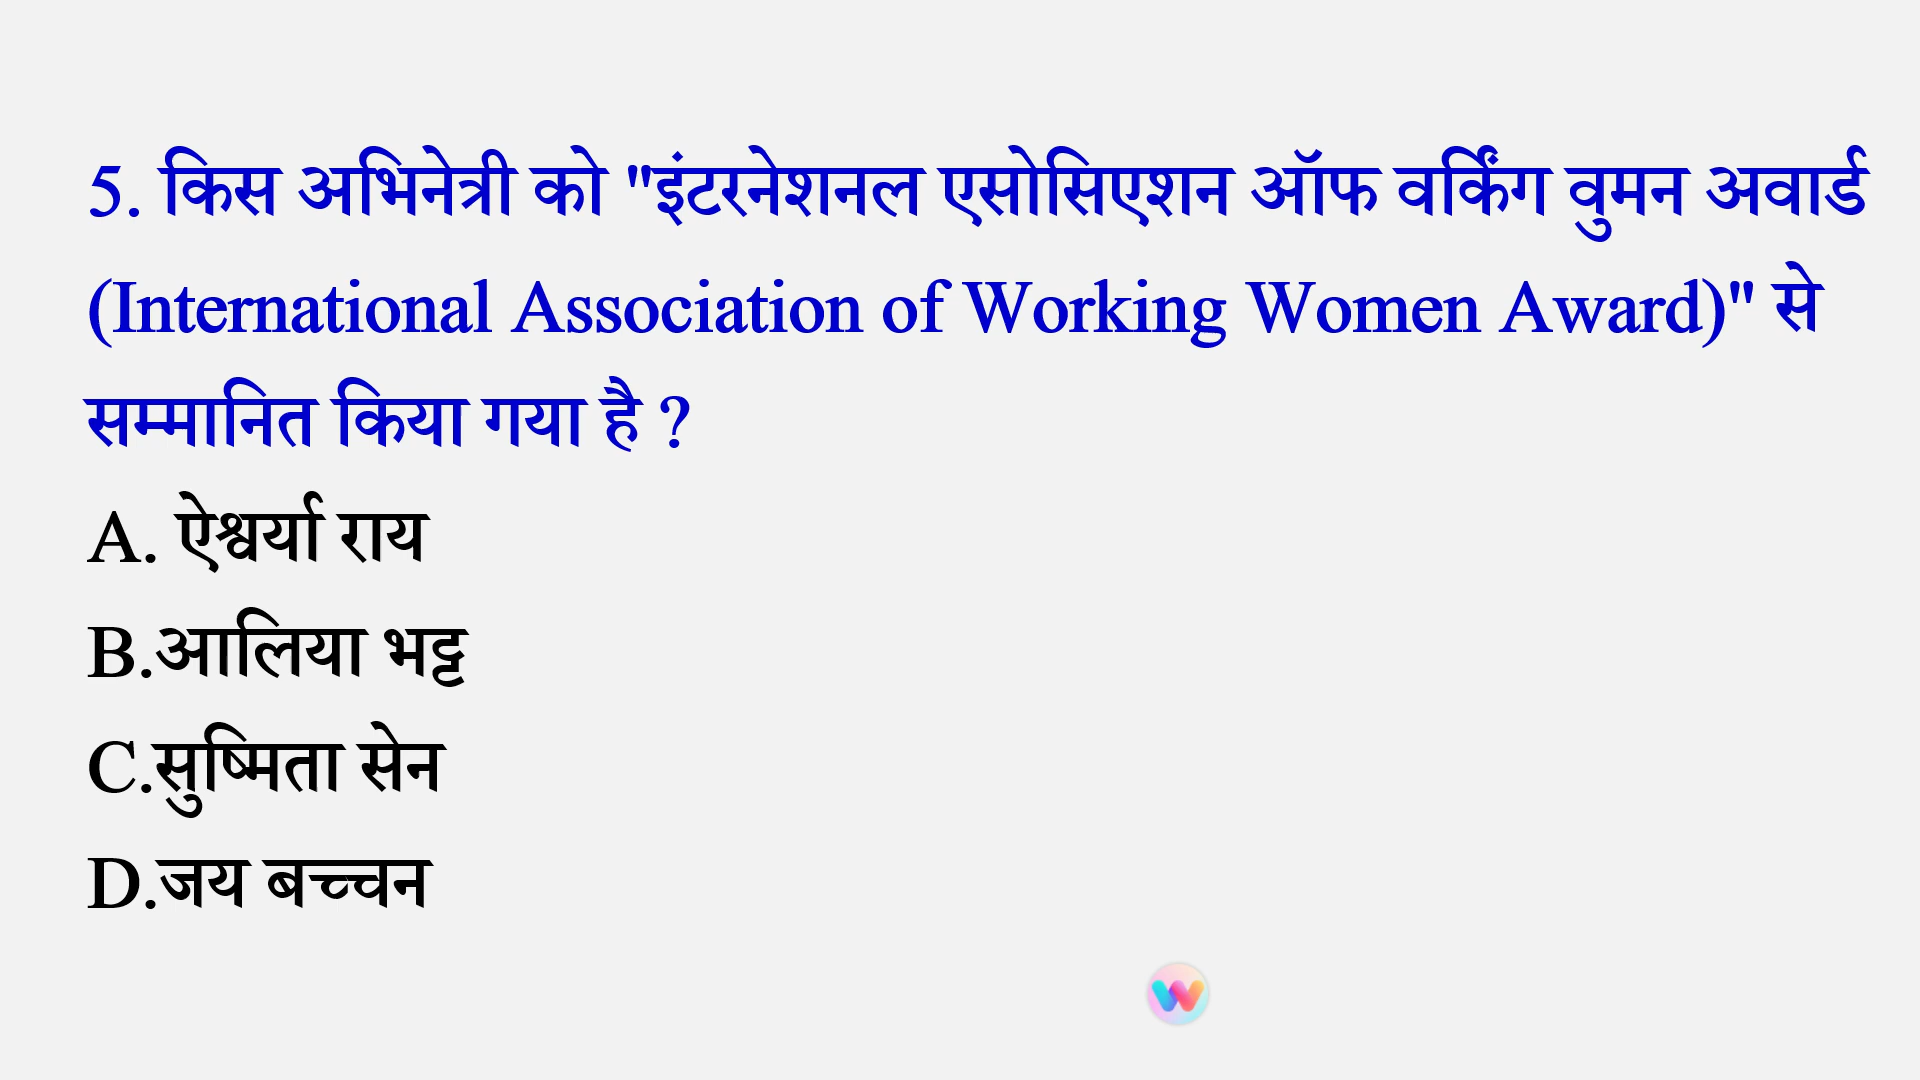 5. किस अभिनेत्री को "इंटरनेशनल एसोसिएशन ऑफ वर्किंग वुमन अवार्ड
(International Association of Working Women Award)" से
सम्मानित किया गया है ?
A. ऐश्वर्या राय
B.आलिया भट्ट
C.सुष्मिता सेन
D.जय बच्चन